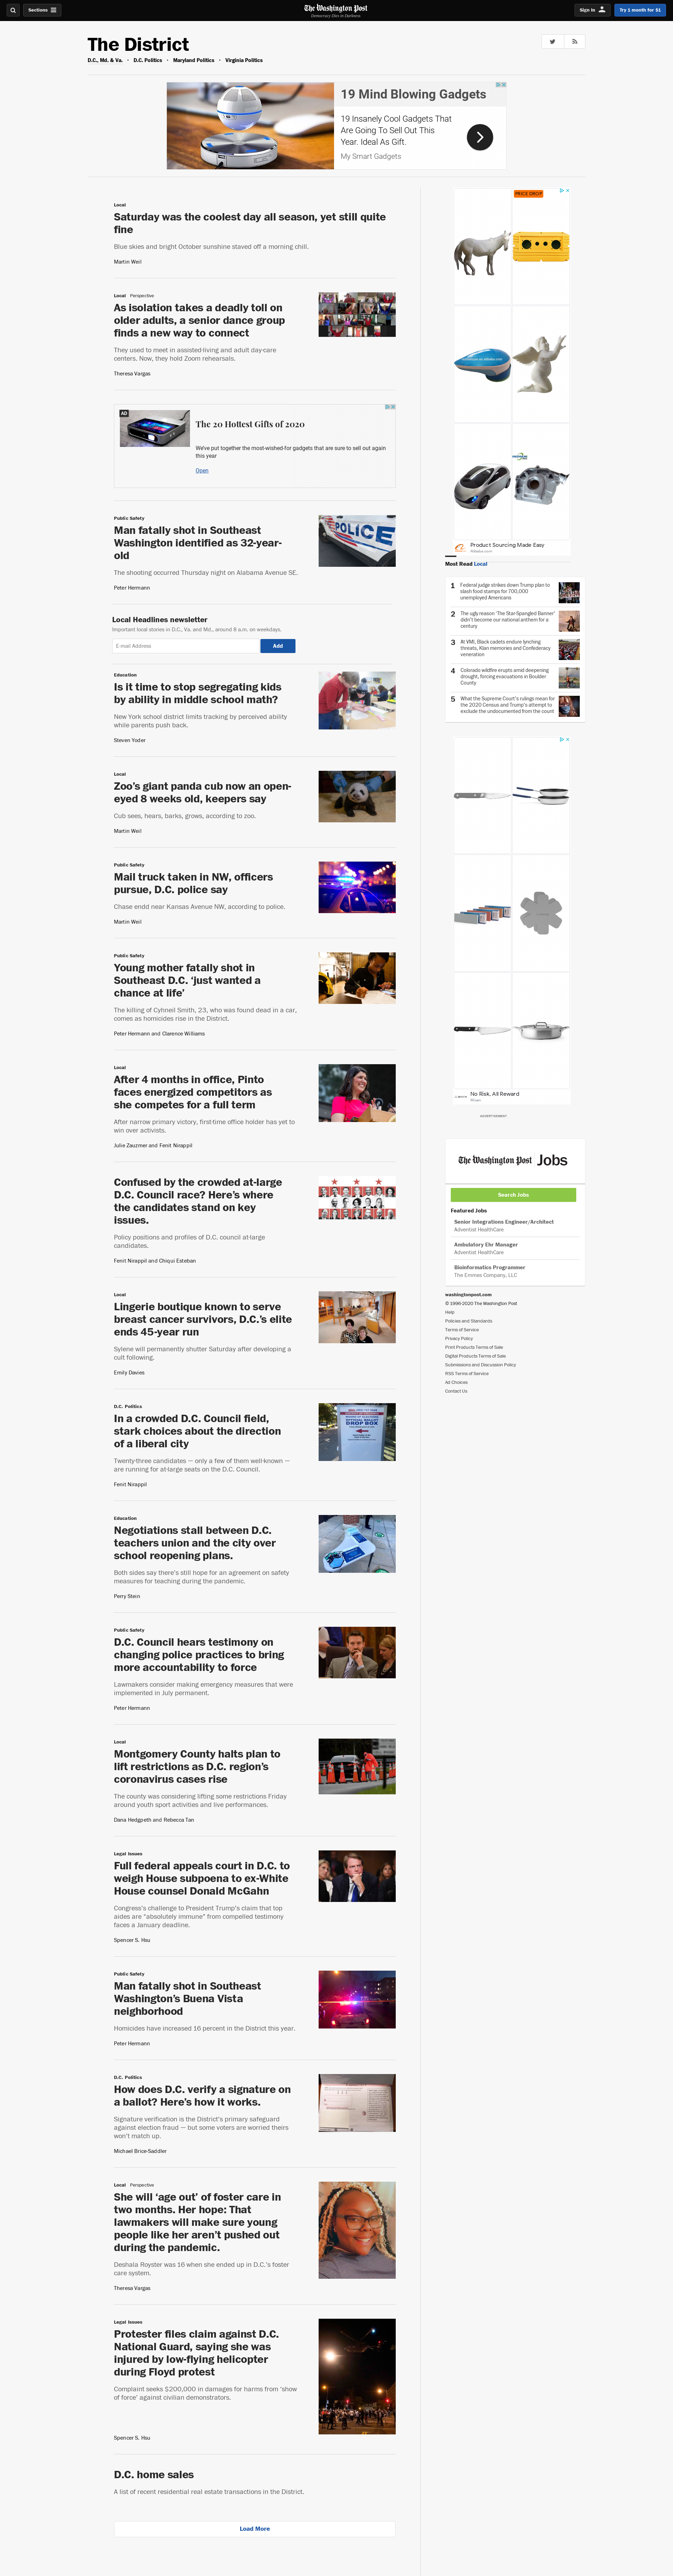 Sections
The Washington Post
Democracy Dies in Darkness
Sign In
Try 1 month for $1
The District
D.C., Md. & Va. • D.C. Politics • Maryland Politics • Virginia Politics
19 Mind Blowing Gadgets
19 Insanely Cool Gadgets That
Are Going To Sell Out This
Year. Ideal As Gift.
My Smart Gadgets
Local
Saturday was the coolest day all season, yet still quite
fine
Blue skies and bright October sunshine staved off a morning chill.
Martin Weil
Local Perspective
As isolation takes a deadly toll on
older adults, a senior dance group
finds a new way to connect
They used to meet in assisted-living and adult day-care
centers. Now, they hold Zoom rehearsals.
Theresa Vargas
AD
The 20 Hottest Gifts of 2020
We've put together the most-wished-for gadgets that are sure to sell out again
this year
Open
Public Safety
Man fatally shot in Southeast
Washington identified as 32-year-
old
The shooting occurred Thursday night on Alabama Avenue SE.
Peter Hermann
POLICE
Local Headlines newsletter
Important local stories in D.C., Va. and Md., around 8 a.m. on weekdays.
E-mail Address
Add
Education
Is it time to stop segregating kids
by ability in middle school math?
New York school district limits tracking by perceived ability
while parents push back.
Steven Yoder
Local
Zoo's giant panda cub now an open-
eyed 8 weeks old, keepers say
Cub sees, hears, barks, grows, according to zoo.
Martin Weil
Public Safety
Mail truck taken in NW, officers
pursue, D.C. police say
Chase endd near Kansas Avenue NW, according to police.
Martin Weil
Public Safety
Young mother fatally shot in
Southeast D.C. ‘just wanted a
chance at life’
The killing of Cyhneil Smith, 23, who was found dead in a car,
comes as homicides rise in the District.
Peter Hermann and Clarence Williams
Local
After 4 months in office, Pinto
faces energized competitors as
she competes for a full term
After narrow primary victory, first-time office holder has yet to
win over activists.
Julie Zauzmer and Fenit Nirappil
Confused by the crowded at-large
D.C. Council race? Here’s where
the candidates stand on key
issues.
Policy positions and profiles of D.C. council at-large
candidates.
Fenit Nirappil and Chiqui Esteban
Local
Lingerie boutique known to serve
breast cancer survivors, D.C.’s elite
ends 45-year run
Sylene will permanently shutter Saturday after developing a
cult following.
Emily Davies
D.C. Politics
In a crowded D.C. Council field,
stark choices about the direction
of a liberal city
Twenty-three candidates — only a few of them well-known —
are running for at-large seats on the D.C. Council.
Fenit Nirappil
BALLOT
DROP BOX
Education
Negotiations stall between D.C.
teachers union and the city over
school reopening plans.
Both sides say there’s still hope for an agreement on safety
measures for teaching during the pandemic.
Perry Stein
Public Safety
D.C. Council hears testimony on
changing police practices to bring
more accountability to force
Lawmakers consider making emergency measures that were
implemented in July permanent.
Peter Hermann
Local
Montgomery County halts plan to
lift restrictions as D.C. region’s
coronavirus cases rise
The county was considering lifting some restrictions Friday
around youth sport activities and live performances.
Dana Hedgpeth and Rebecca Tan
Legal Issues
Full federal appeals court in D.C. to
weigh House subpoena to ex-White
House counsel Donald McGahn
Congress’s challenge to President Trump’s claim that top
aides are “absolutely immune” from compelled testimony
faces a January deadline.
Spencer S. Hsu
Public Safety
Man fatally shot in Southeast
Washington’s Buena Vista
neighborhood
Homicides have increased 16 percent in the District this year.
Peter Hermann
D.C. Politics
How does D.C. verify a signature on
a ballot? Here’s how it works.
Signature verification is the District’s primary safeguard
against election fraud — but some voters are worried theirs
won’t match up.
Michael Brice-Saddler
Local Perspective
She will ‘age out’ of foster care in
two months. Her hope: That
lawmakers will make sure young
people like her aren’t pushed out
during the pandemic.
Deshala Royster was 16 when she ended up in D.C.’s foster
care system.
Theresa Vargas
Legal Issues
Protester files claim against D.C.
National Guard, saying she was
injured by low-flying helicopter
during Floyd protest
Complaint seeks $200,000 in damages for harms from ‘show
of force’ against civilian demonstrators.
Spencer S. Hsu
D.C. home sales
A list of recent residential real estate transactions in the District.
Load More
PRICE DROP
Product Sourcing Made Easy
Alibaba.com
Most Read Local
1 Federal judge strikes down Trump plan to
slash food stamps for 700,000
unemployed Americans
2 The ugly reason ‘The Star-Spangled Banner’
didn’t become our national anthem for a
century
3 At VMI, Black cadets endure lynching
threats, Klan memories and Confederacy
veneration
4 Colorado wildfire erupts amid deepening
drought, forcing evacuations in Boulder
County
5 What the Supreme Court’s rulings mean for
the 2020 Census and Trump’s attempt to
exclude the undocumented from the count
No Risk, All Reward
ADVERTISEMENT
The Washington Post Jobs
Search Jobs
Featured Jobs
Senior Integrations Engineer/Architect
Adventist HealthCare
Ambulatory Ehr Manager
Adventist HealthCare
Bioinformatics Programmer
The Emmes Company, LLC
washingtonpost.com
© 1996-2020 The Washington Post
Help
Policies and Standards
Terms of Service
Privacy Policy
Print Products Terms of Sale
Digital Products Terms of Sale
Submissions and Discussion Policy
RSS Terms of Service
Ad Choices
Contact Us